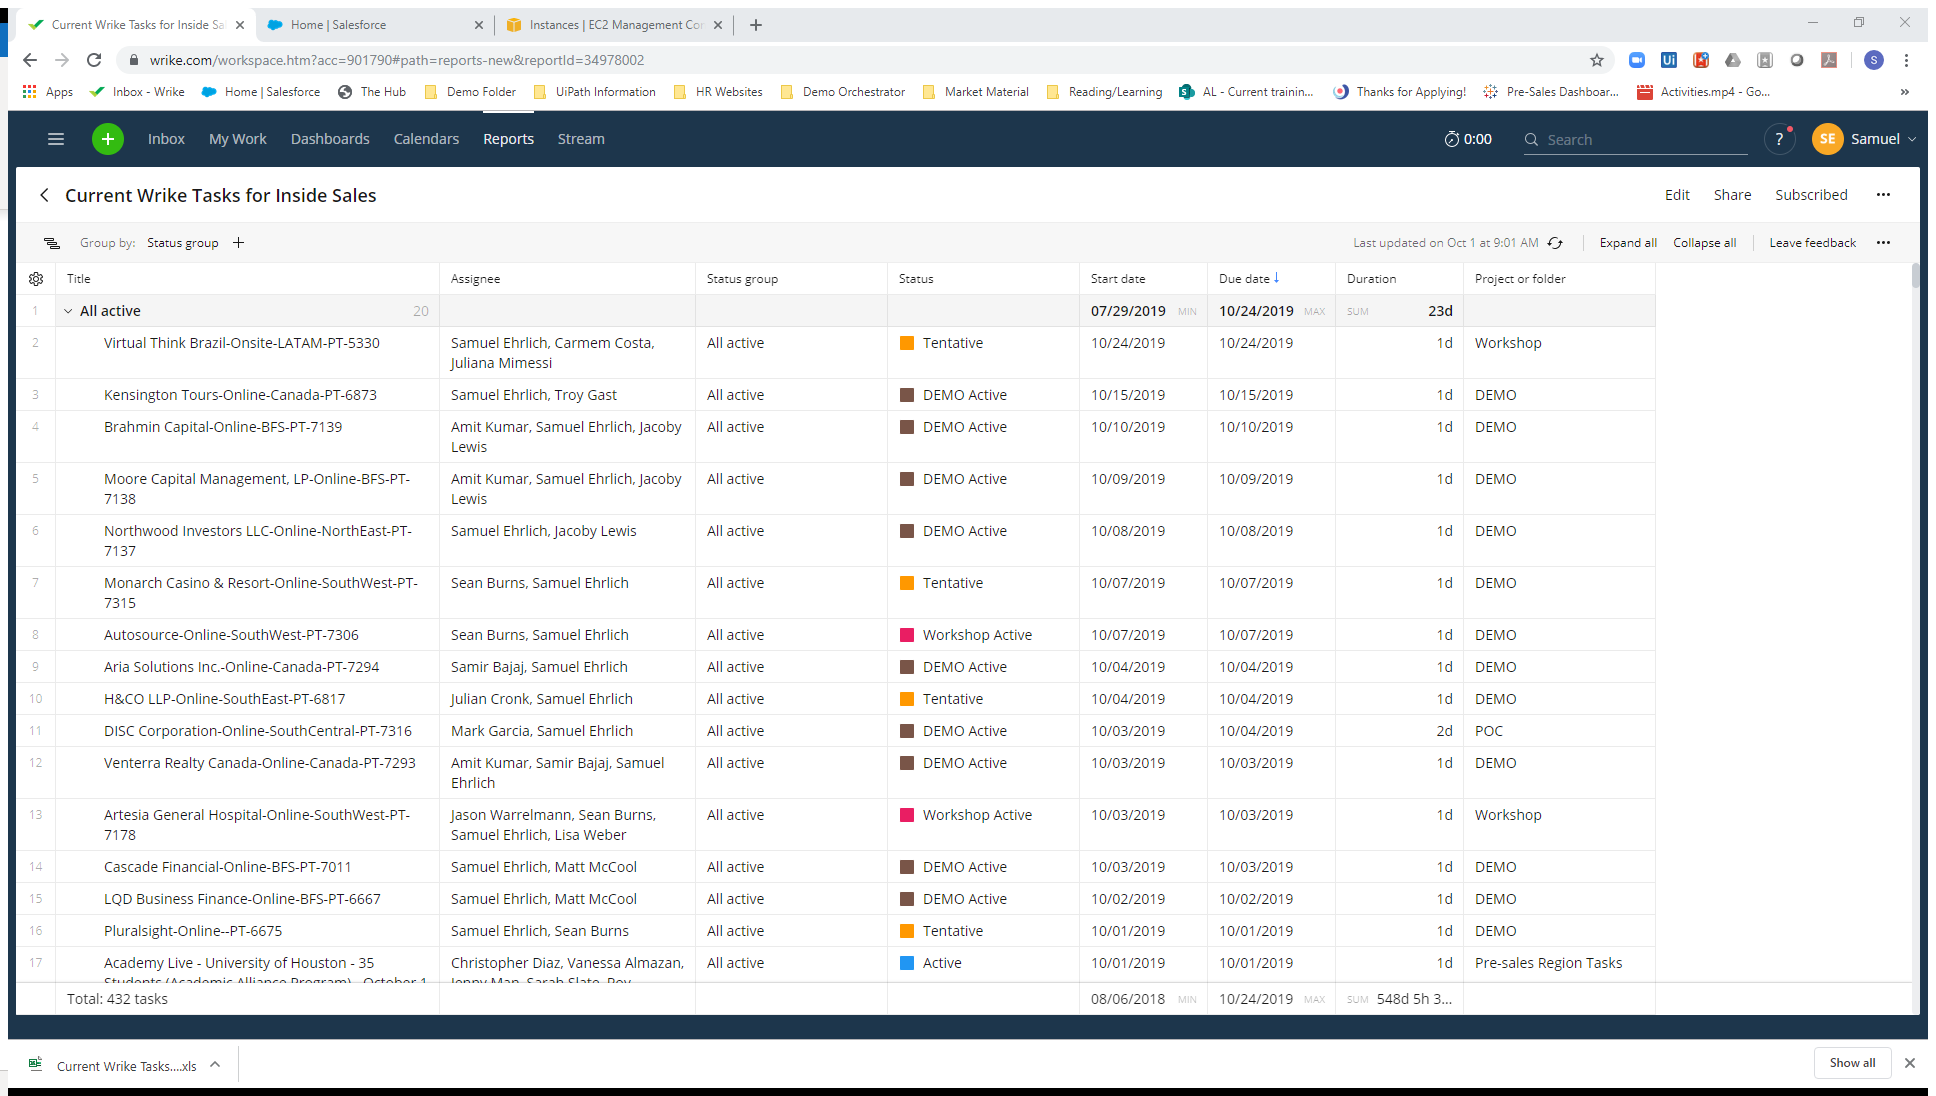 Current Wrike Tasks for Inside Sa
Home | Salesforce
Instances | EC2 Management Co
wrike.com/workspace.htm?acc=901790#path=reports-new&reportId=34978002
Apps Inbox - Wrike Home | Salesforce The Hub Demo Folder UiPath Information HR Websites Demo Orchestrator Market Material Reading/Learning AL - Current trainin... Thanks for Applying! Pre-Sales Dashboar... Activities.mp4 - Go... »
Inbox My Work Dashboards Calendars Reports Stream 0:00 Search ? SE Samuel
Current Wrike Tasks for Inside Sales Edit Share Subscribed
Group by: Status group + Last updated on Oct 1 at 9:01 AM Expand all Collapse all Leave feedback
Title Assignee Status group Status Start date Due date Duration Project or folder
1 All active 20 07/29/2019 MIN 10/24/2019 MAX SUM 23d
2 Virtual Think Brazil-Onsite-LATAM-PT-5330 Samuel Ehrlich, Carmem Costa, All active Tentative 10/24/2019 10/24/2019 1d Workshop
Juliana Mimessi
3 Kensington Tours-Online-Canada-PT-6873 Samuel Ehrlich, Troy Gast All active DEMO Active 10/15/2019 10/15/2019 1d DEMO
4 Brahmin Capital-Online-BFS-PT-7139 Amit Kumar, Samuel Ehrlich, Jacoby All active DEMO Active 10/10/2019 10/10/2019 1d DEMO
Lewis
5 Moore Capital Management, LP-Online-BFS-PT- Amit Kumar, Samuel Ehrlich, Jacoby All active DEMO Active 10/09/2019 10/09/2019 1d DEMO
7138 Lewis
6 Northwood Investors LLC-Online-NorthEast-PT- Samuel Ehrlich, Jacoby Lewis All active DEMO Active 10/08/2019 10/08/2019 1d DEMO
7137
7 Monarch Casino & Resort-Online-SouthWest-PT- Sean Burns, Samuel Ehrlich All active Tentative 10/07/2019 10/07/2019 1d DEMO
7315
8 Autosource-Online-SouthWest-PT-7306 Sean Burns, Samuel Ehrlich All active Workshop Active 10/07/2019 10/07/2019 1d DEMO
9 Aria Solutions Inc.-Online-Canada-PT-7294 Samir Bajaj, Samuel Ehrlich All active DEMO Active 10/04/2019 10/04/2019 1d DEMO
10 H&CO LLP-Online-SouthEast-PT-6817 Julian Cronk, Samuel Ehrlich All active Tentative 10/04/2019 10/04/2019 1d DEMO
11 DISC Corporation-Online-SouthCentral-PT-7316 Mark Garcia, Samuel Ehrlich All active DEMO Active 10/03/2019 10/04/2019 2d POC
12 Venterra Realty Canada-Online-Canada-PT-7293 Amit Kumar, Samir Bajaj, Samuel All active DEMO Active 10/03/2019 10/03/2019 1d DEMO
Ehrlich
13 Artesia General Hospital-Online-SouthWest-PT- Jason Warrelmann, Sean Burns, All active Workshop Active 10/03/2019 10/03/2019 1d Workshop
7178 Samuel Ehrlich, Lisa Weber
14 Cascade Financial-Online-BFS-PT-7011 Samuel Ehrlich, Matt McCool All active DEMO Active 10/03/2019 10/03/2019 1d DEMO
15 LQD Business Finance-Online-BFS-PT-6667 Samuel Ehrlich, Matt McCool All active DEMO Active 10/02/2019 10/02/2019 1d DEMO
16 Pluralsight-Online--PT-6675 Samuel Ehrlich, Sean Burns All active Tentative 10/01/2019 10/01/2019 1d DEMO
17 Academy Live - University of Houston - 35 Christopher Diaz, Vanessa Almazan, All active Active 10/01/2019 10/01/2019 1d Pre-sales Region Tasks
Students (Academic Alliance Program) - October 1 Jenny Man, Sarah Slate, Roy
Total: 432 tasks 08/06/2018 MIN 10/24/2019 MAX SUM 548d 5h 3...
Current Wrike Tasks....xls Show all